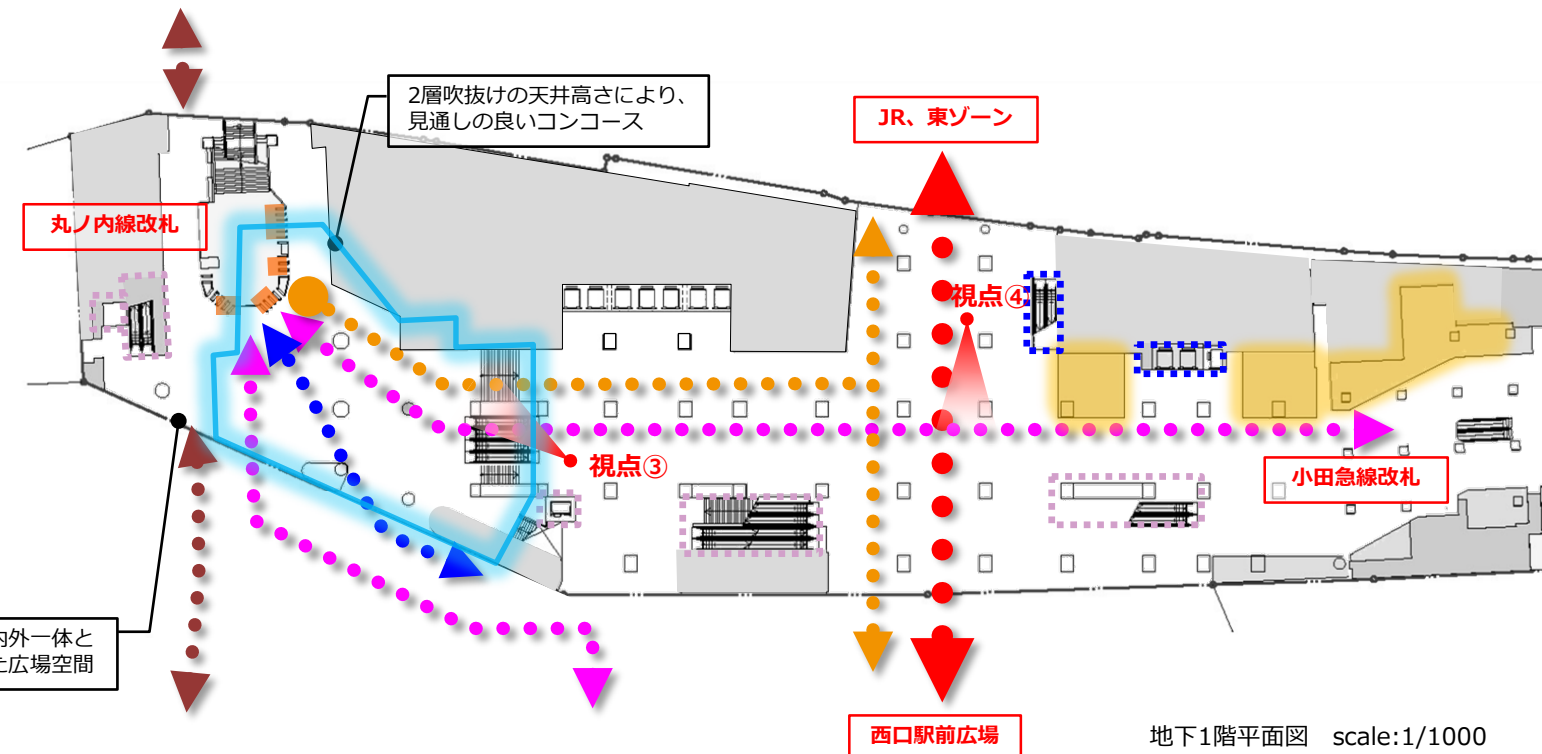 2層吹抜けの天井高さにより、
見通しの良いコンコース
JR、東ゾーン
丸ノ内線改札
視点④
視点③
小田急線改札
内外一体と
た広場空間
西口駅前広場
地下1階平面図 scale:1/1000